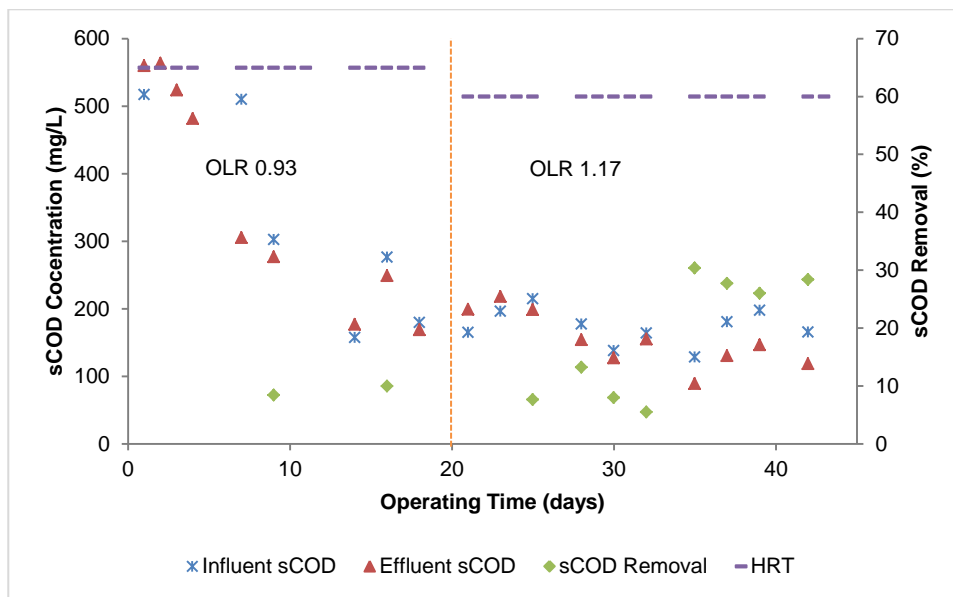 600
500
400
300
200
100
0
sCOD Cocentration (mg/L)
OLR 0.93
OLR 1.17
70
60
50
40
30
20
10
0
sCOD Removal (%)
0 10 20 30 40
Operating Time (days)
Influent sCOD Effluent sCOD sCOD Removal HRT